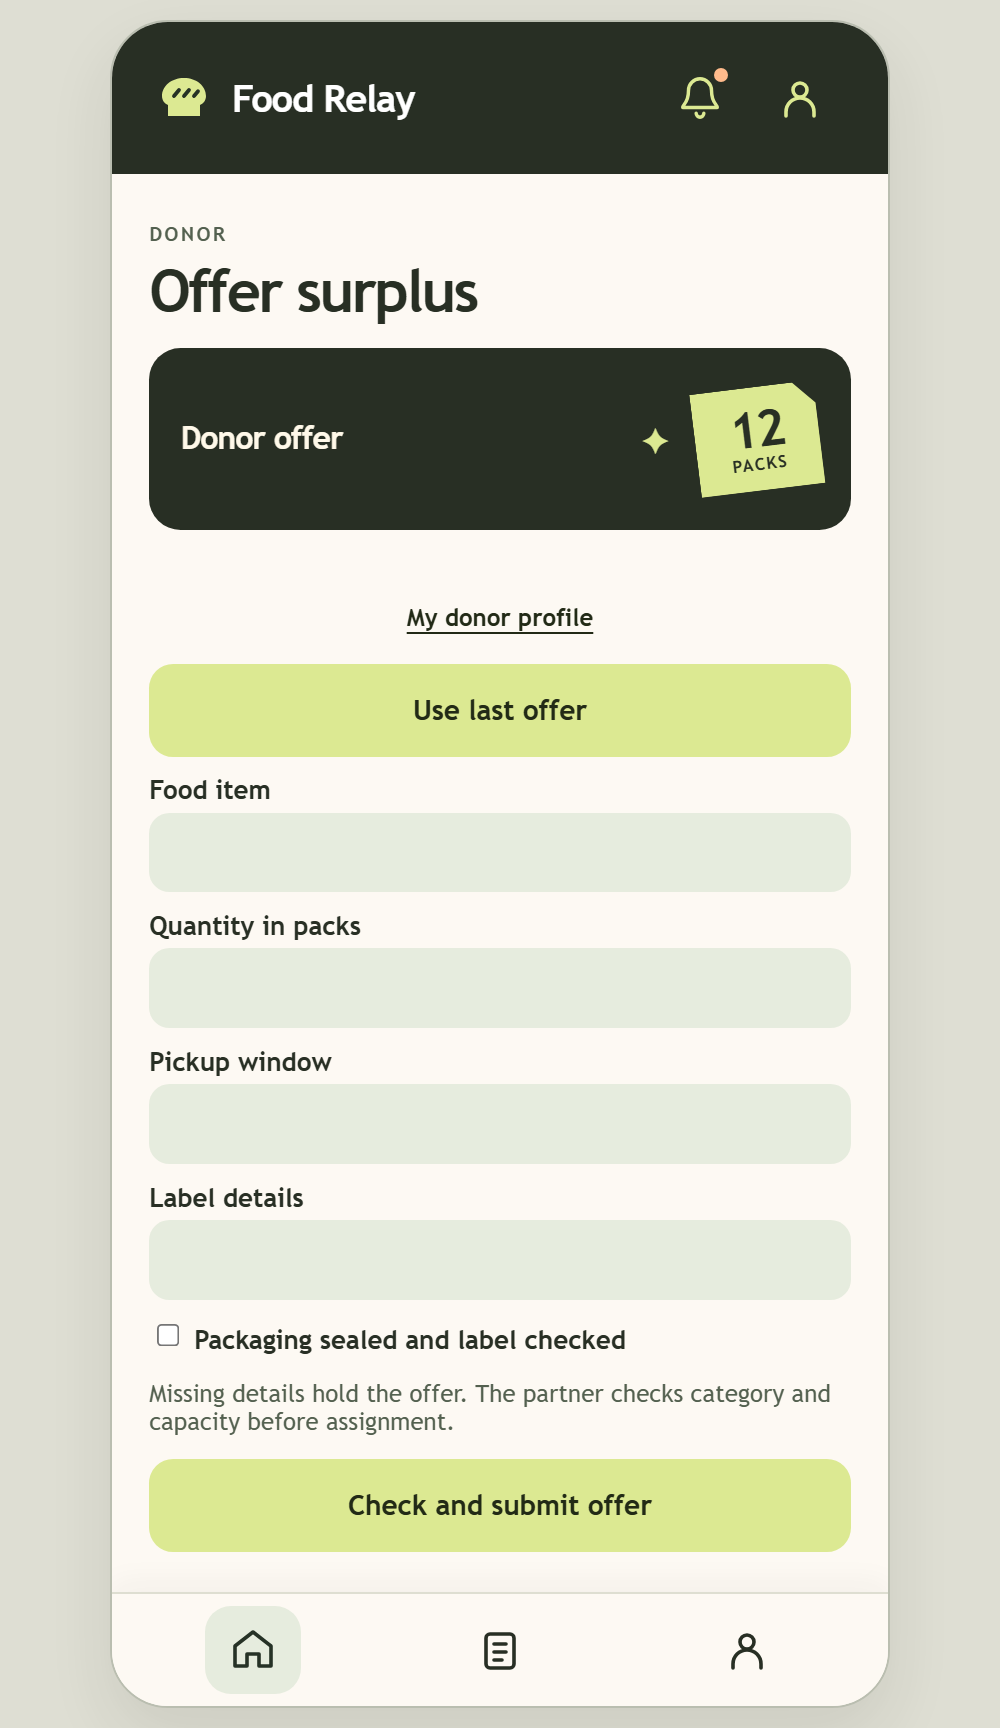 Food Relay
DONOR
Offer surplus
Donor offer
12
PACKS
My donor profile
Use last offer
Food item
Quantity in packs
Pickup window
Label details
Packaging sealed and label checked
Missing details hold the offer. The partner checks category and
capacity before assignment.
Check and submit offer